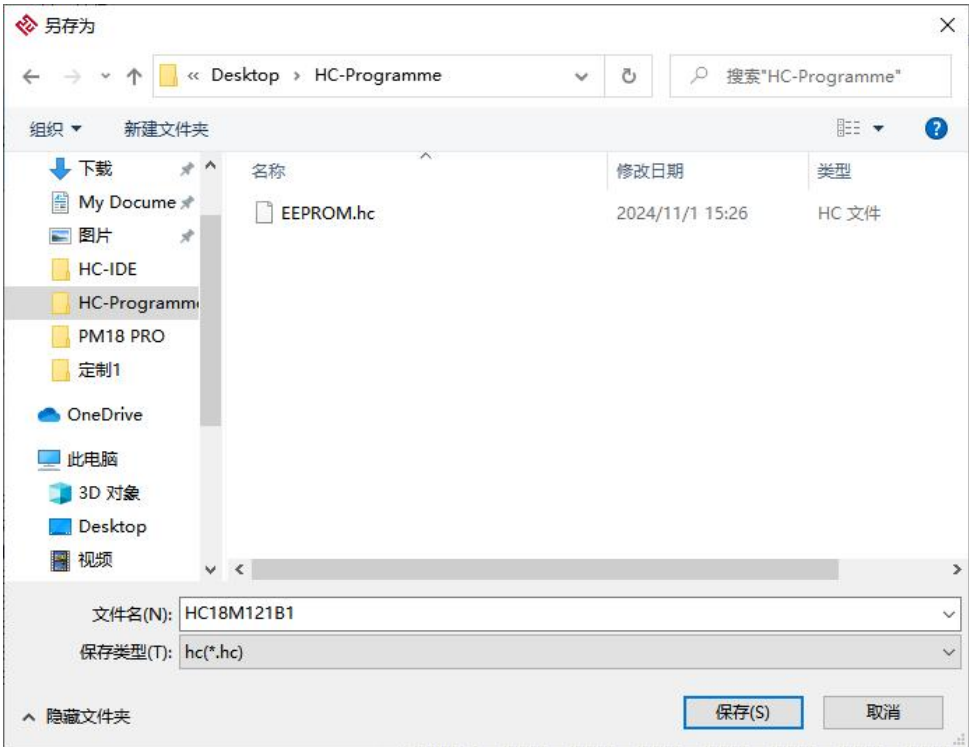 另存为
« Desktop › HC-Programme
搜索"HC-Programme"
组织
新建文件夹
?
名称
修改日期
类型
EEPROM.hc
2024/11/1 15:26
HC 文件
下载
My Docume
图片
HC-IDE
HC-Programme
PM18 PRO
定制1
OneDrive
此电脑
3D 对象
Desktop
视频
文件名(N): HC18M121B1
保存类型(T): hc(*.hc)
隐藏文件夹
保存(S)
取消